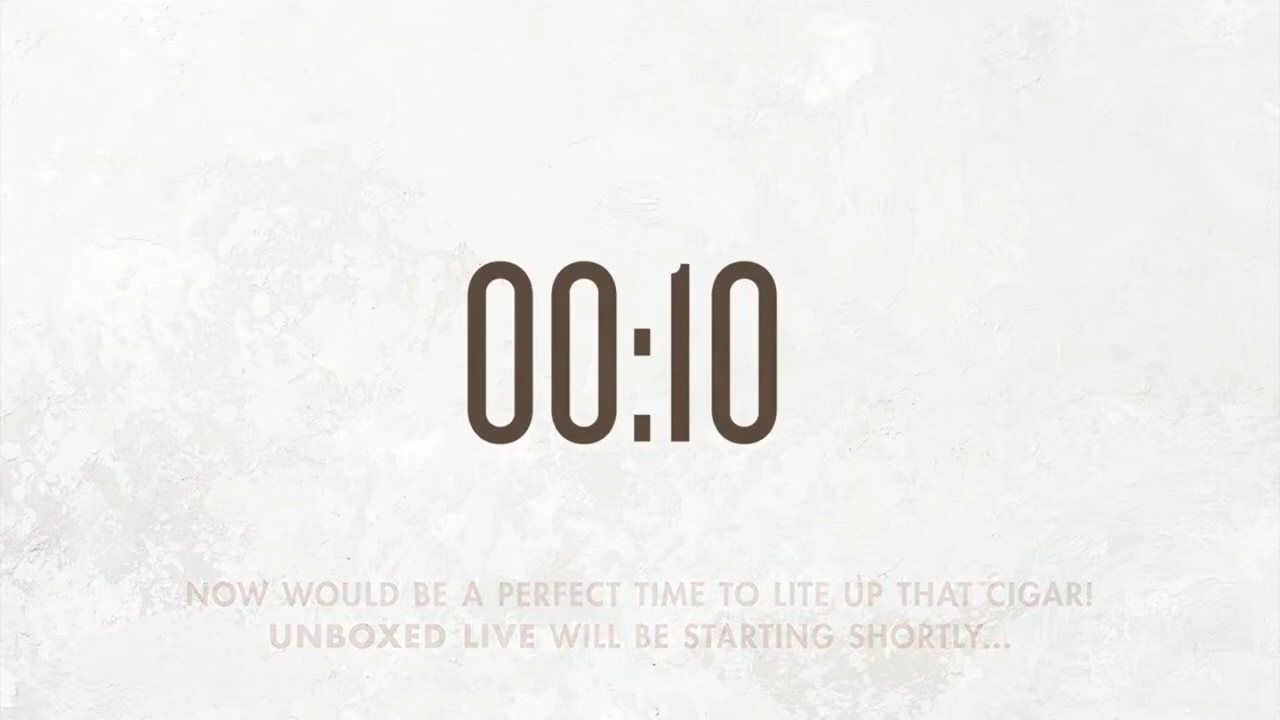 00:10
NOW WOULD BE A PERFECT TIME TO LITE UP THAT CIGAR!
UNBOXED LIVE WILL BE STARTING SHORTLY...